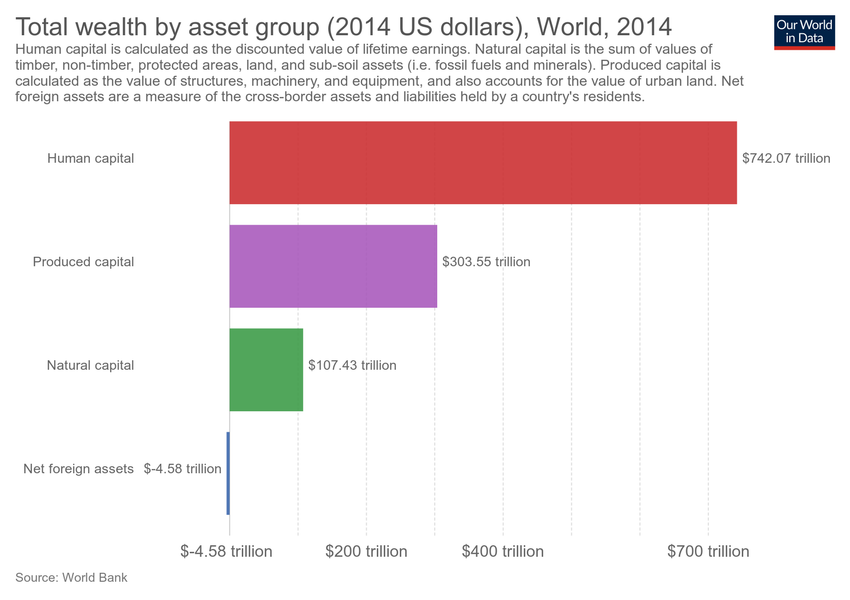 Total wealth by asset group (2014 US dollars), World, 2014
Our World
in Data
Human capital is calculated as the discounted value of lifetime earnings. Natural capital is the sum of values of
timber, non-timber, protected areas, land, and sub-soil assets (i.e. fossil fuels and minerals). Produced capital is
calculated as the value of structures, machinery, and equipment, and also accounts for the value of urban land. Net
foreign assets are a measure of the cross-border assets and liabilities held by a country's residents.
Human capital
$742.07 trillion
Produced capital
$303.55 trillion
Natural capital
$107.43 trillion
Net foreign assets
$-4.58 trillion
$-4.58 trillion
$200 trillion
$400 trillion
$700 trillion
Source: World Bank